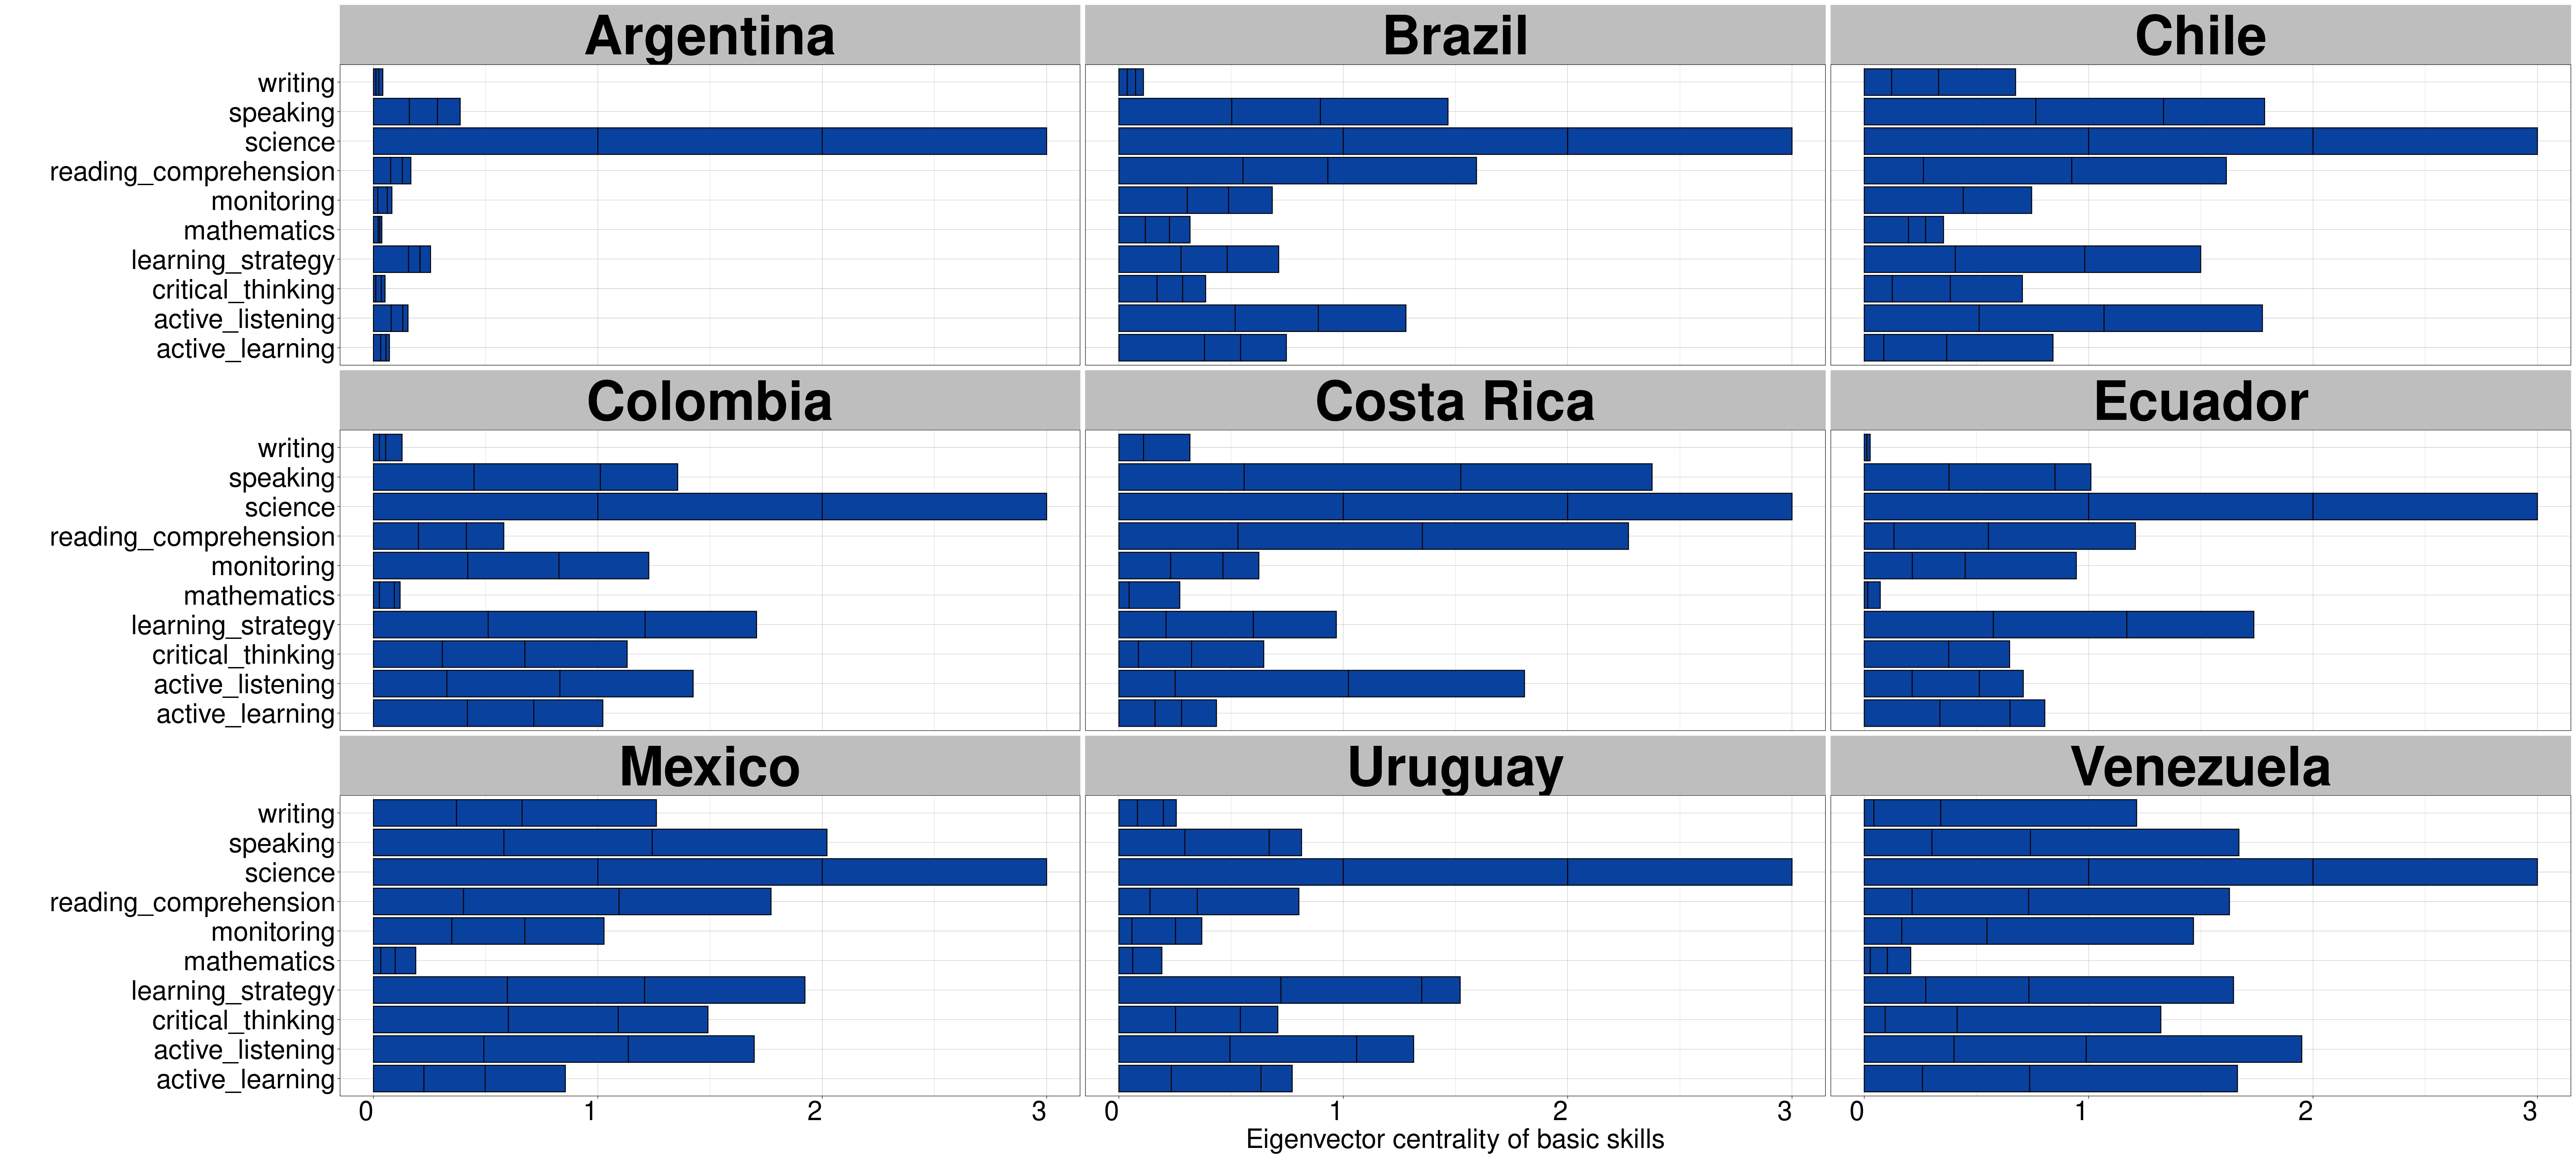 Argentina
Brazil
Chile
writing
speaking
science
reading_comprehension
monitoring
mathematics
learning_strategy
critical_thinking
active_listening
active_learning
Colombia
Costa Rica
Ecuador
writing
speaking
science
reading_comprehension
monitoring
mathematics
learning_strategy
critical_thinking
active_listening
active_learning
Mexico
Uruguay
Venezuela
writing
speaking
science
reading_comprehension
monitoring
mathematics
learning_strategy
critical_thinking
active_listening
active_learning
0 1 2 3
0 1 2 3
0 1 2 3
Eigenvector centrality of basic skills